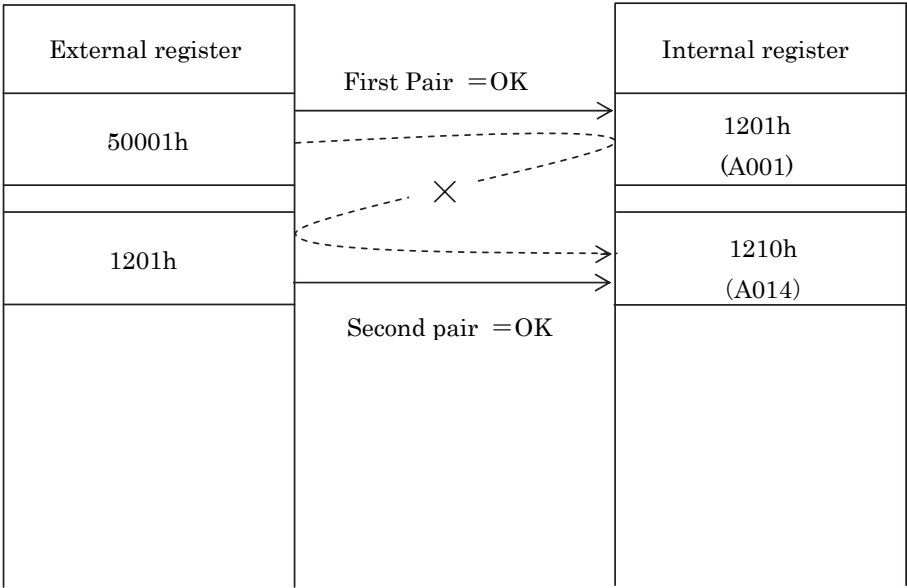 External register
Internal register
First Pair ＝OK
50001h
1201h
(A001)
×
1201h
1210h
(A014)
Second pair ＝OK